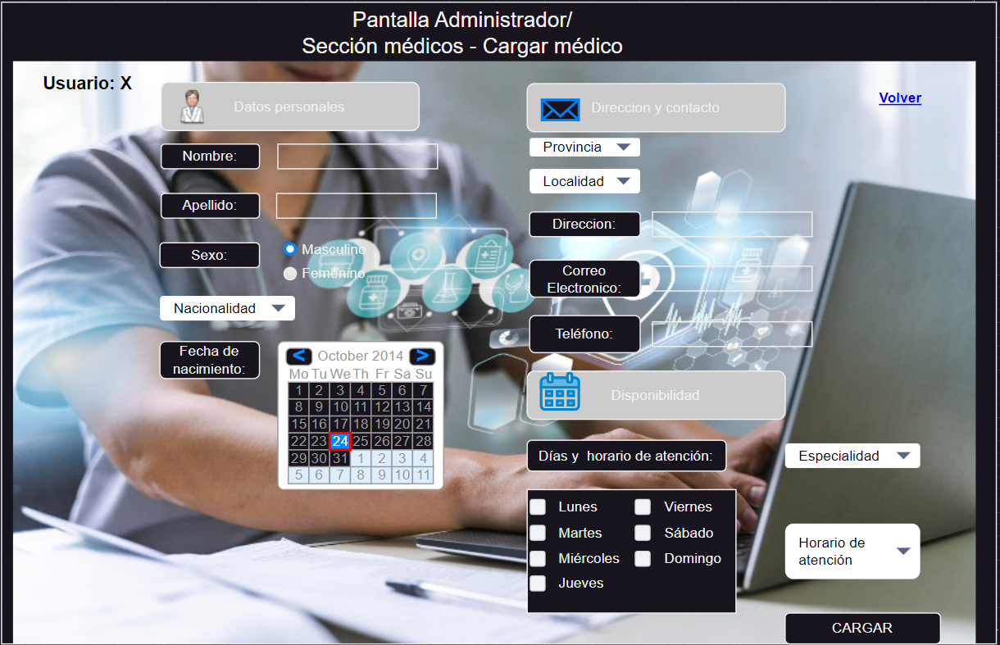 Pantalla Administrador/
Sección médicos - Cargar médico
Usuario: X
Volver
Datos personales
Nombre:
Apellido:
Sexo:
Masculino
Femenino
Nacionalidad
Fecha de
nacimiento:
< October 2014 >
Mo Tu We Th Fr Sa Su
1 2 3 4 5 6 7
8 9 10 11 12 13 14
15 16 17 18 19 20 21
22 23 24 25 26 27 28
29 30 31 1 2 3 4
5 6 7 8 9 10 11
Direccion y contacto
Provincia
Localidad
Direccion:
Correo
Electronico:
Teléfono:
Disponibilidad
Días y horario de atención:
Especialidad
Lunes Viernes
Martes Sábado
Miércoles Domingo
Jueves
Horario de
atención
CARGAR